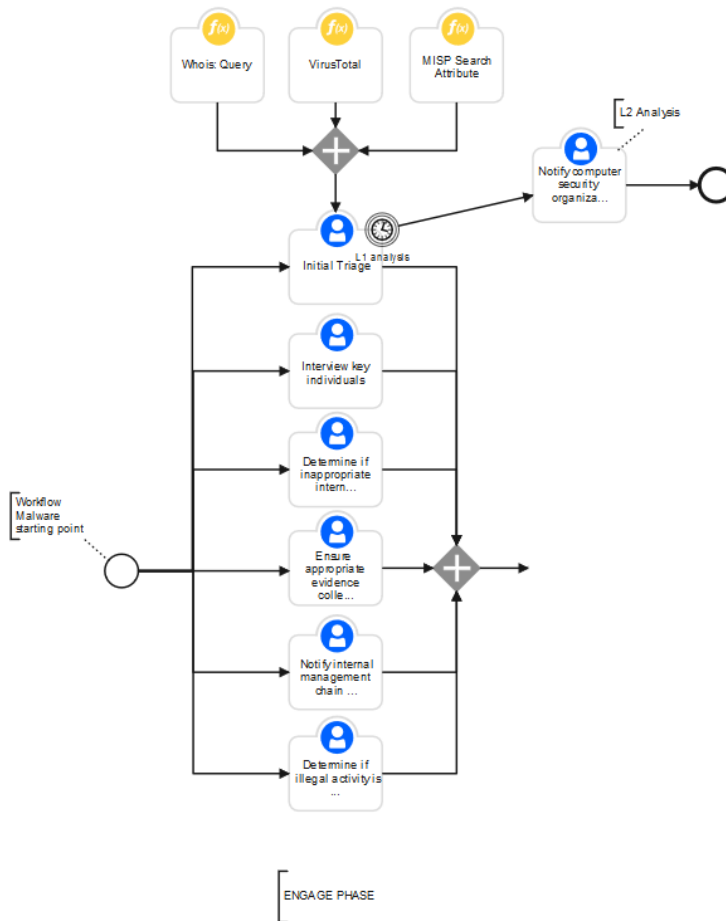 f(x)
f(x)
f(x)
Whois: Query
VirusTotal
MISP Search
Attribute
L2 Analysis
Notify computer
security
organiza...
L1 analysis
Initial Triage
Interview key
individuals
Determine if
inappropriate
intern...
Workflow
Malware
starting point
Ensure
appropriate
evidence
colle...
Notify internal
management
chain ...
Determine if
illegal activity is
...
ENGAGE PHASE